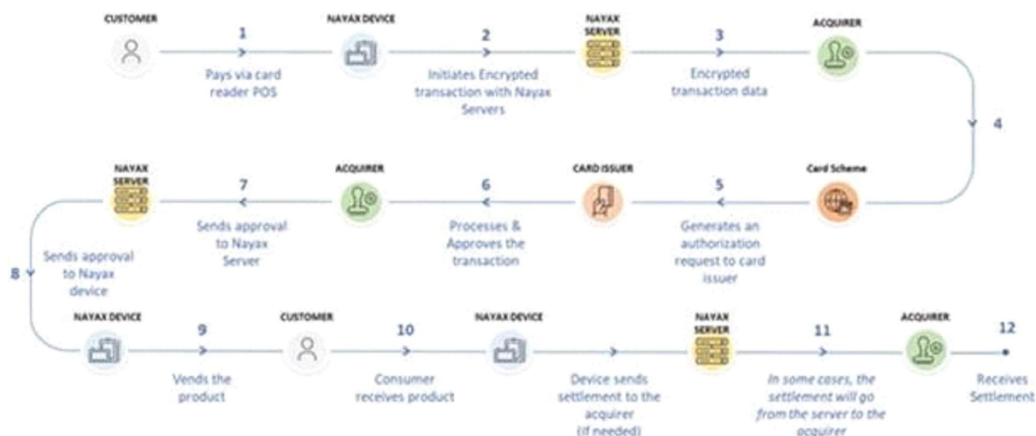 CUSTOMER
1
Pays via card
reader POS
NAYAX DEVICE
2
Initiates Encrypted
transaction with Nayax
Servers
NAYAX
SERVER
3
Encrypted
transaction data
ACQUIRER
4
Card Scheme
5
Generates an
authorization
request to card
issuer
CARD ISSUER
6
Processes &
Approves the
transaction
ACQUIRER
7
Sends approval
to Nayax
Server
NAYAX
SERVER
8
Sends approval
to Nayax
device
NAYAX DEVICE
9
Vends the
product
CUSTOMER
10
Consumer
receives product
NAYAX DEVICE
Device sends
settlement to the
acquirer
(if needed)
NAYAX
SERVER
11
In some cases, the
settlement will go
from the server to the
acquirer
ACQUIRER
12
Receives
Settlement